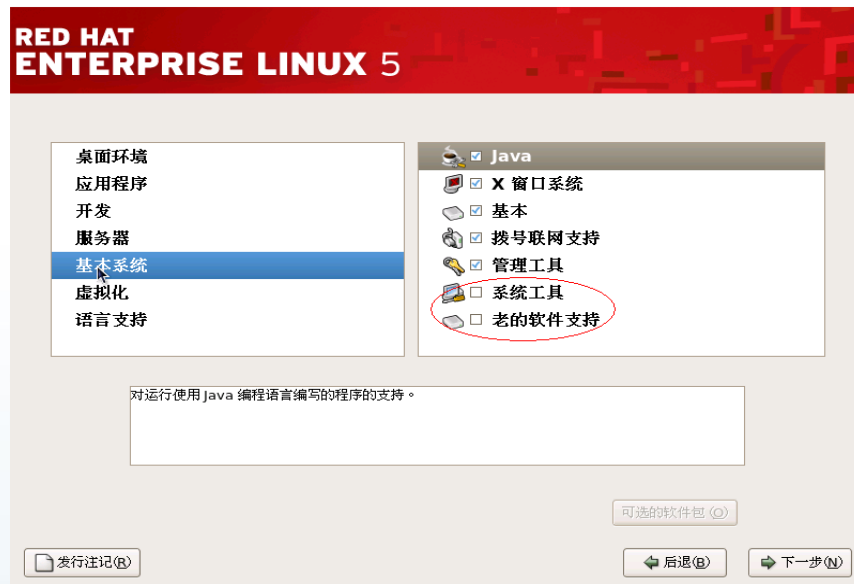 RED HAT
ENTERPRISE LINUX 5
桌面环境
应用程序
开发
服务器
基本系统
虚拟化
语言支持
Java
X 窗口系统
基本
拨号联网支持
管理工具
系统工具
老的软件支持
对运行使用 Java 编程语言编写的程序的支持。
可选的软件包(O)
发行注记(R)
后退(B)
下一步(N)